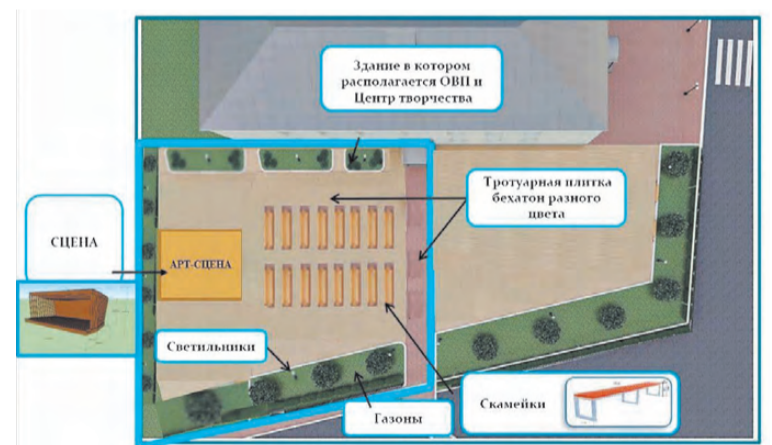 Здание в котором
располагается ОВП и
Центр творчества
Тротуарная плитка
бехатон разного
цвета
СЦЕНА
АРТ-СЦЕНА
Светильники
Газоны
Скамейки